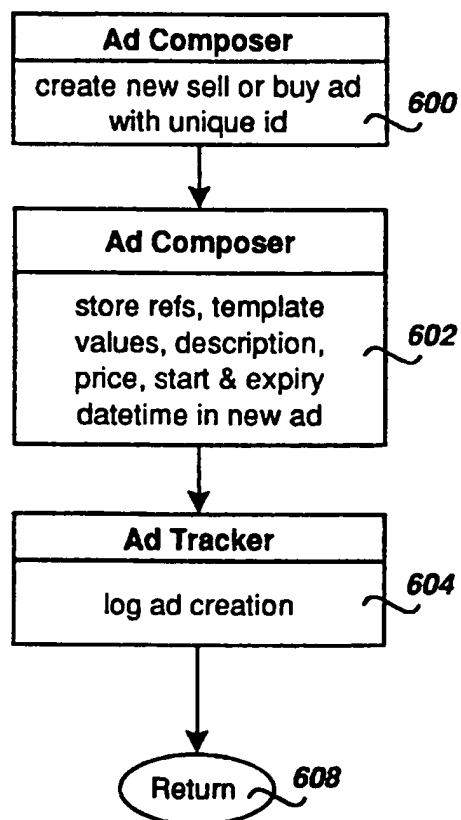 Ad Composer
create new sell or buy ad
with unique id
600
Ad Composer
store refs, template
values, description,
price, start & expiry
datetime in new ad
602
Ad Tracker
log ad creation
604
Return
608